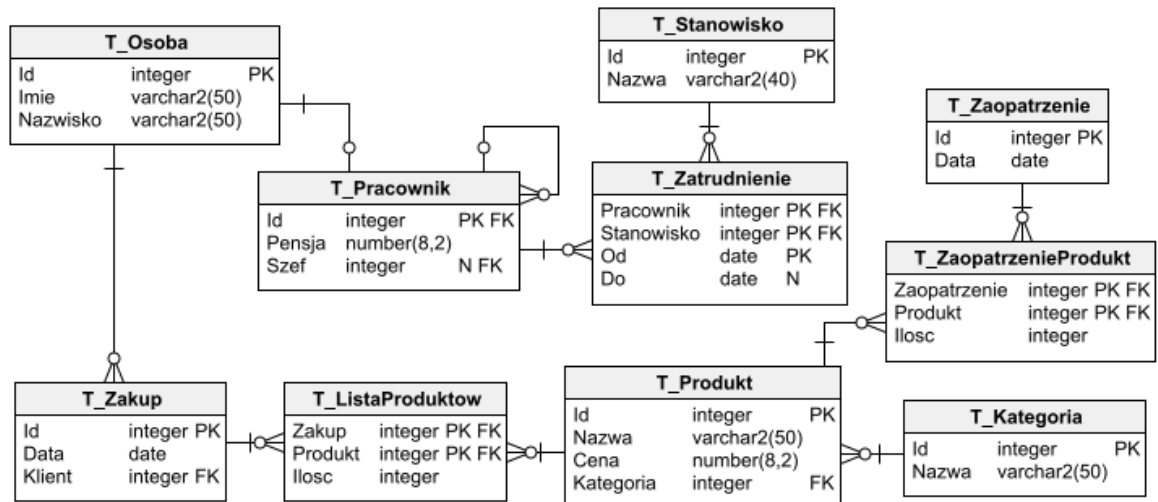 T_Osoba
Id integer PK
Imie varchar2(50)
Nazwisko varchar2(50)
T_Stanowisko
Id integer PK
Nazwa varchar2(40)
T_Zaopatrzenie
Id integer PK
Data date
T_Pracownik
Id integer PK FK
Pensja number(8,2)
Szef integer N FK
T_Zatrudnienie
Pracownik integer PK FK
Stanowisko integer PK FK
Od date PK
Do date N
T_ZaopatrzenieProdukt
Zaopatrzenie integer PK FK
Produkt integer PK FK
Ilosc integer
T_Zakup
Id integer PK
Data date
Klient integer FK
T_ListaProduktow
Zakup integer PK FK
Produkt integer PK FK
Ilosc integer
T_Produkt
Id integer PK
Nazwa varchar2(50)
Cena number(8,2)
Kategoria integer FK
T_Kategoria
Id integer PK
Nazwa varchar2(50)